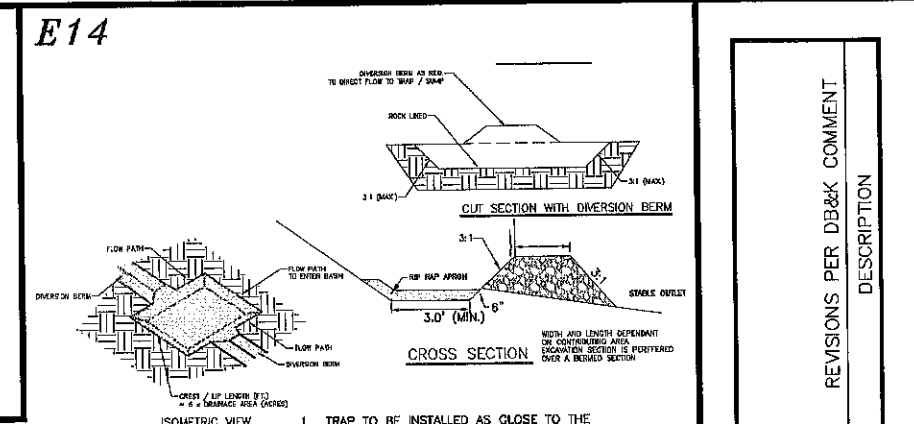 E14
DIVERSION BERM AS REQ.
TO DIRECT FLOW TO TRAP / SUMP
ROCK LINED
3:1 (MAX)
3:1 (MAX)
CUT SECTION WITH DIVERSION BERM
FLOW PATH
FLOW PATH
TO ENTER BASIN
DIVERSION BERM
FLOW PATH
DIVERSION BERM
CREST / LIP LENGTH (FT.)
= 6 x DRAINAGE AREA (ACRES)
ISOMETRIC VIEW
3:1
RIP RAP APRON
3:1
STABLE OUTLET
3.0' (MIN.)
6"
CROSS SECTION
WIDTH AND LENGTH DEPENDANT
ON CONTRIBUTING AREA
EXCAVATION SECTION IS PERFFERED
OVER A BERMED SECTION
1. TRAP TO BE INSTALLED AS CLOSE TO THE
REVISIONS PER DB&K COMMENT
DESCRIPTION